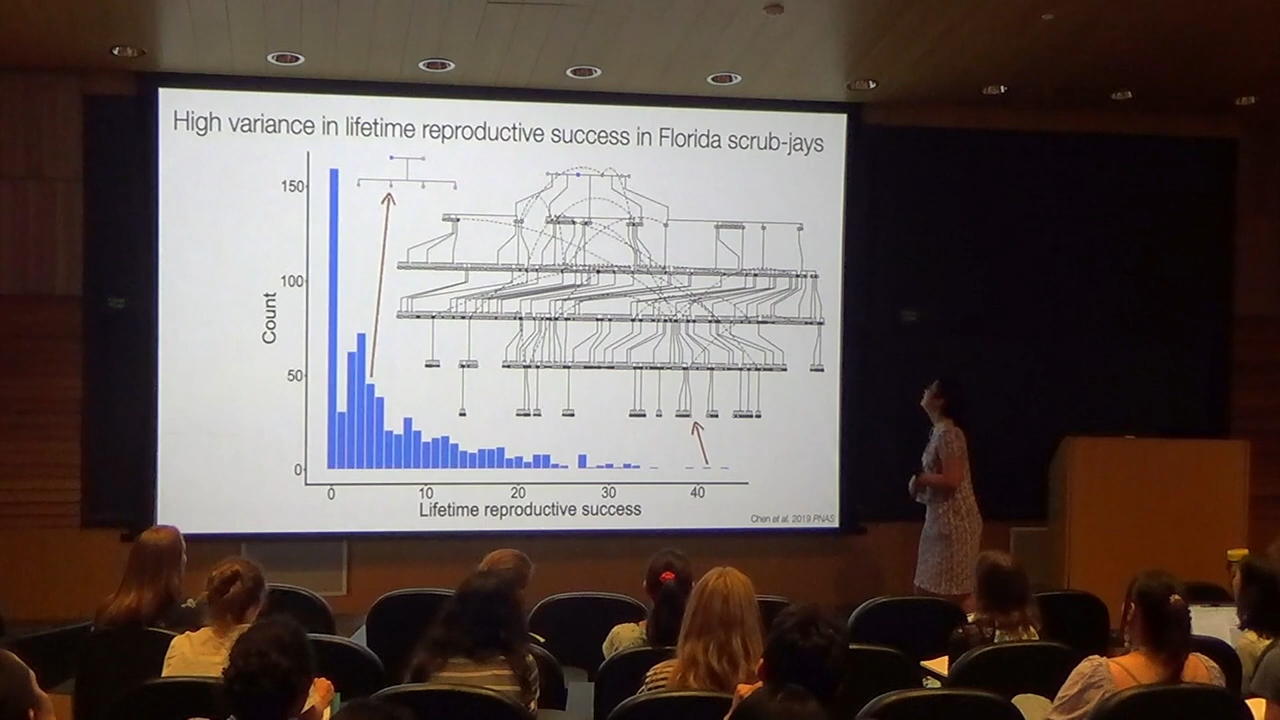 High variance in lifetime reproductive success in Florida scrub-jays
150
100
50
0
Count
0 10 20 30 40
Lifetime reproductive success
Chen et al. 2019 PNAS